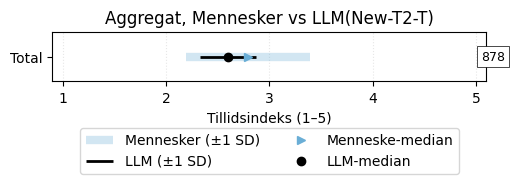 Aggregat, Mennesker vs LLM(New-T2-T)
Total
878
1 2 3 4 5
Tillidsindeks (1–5)
Mennesker (±1 SD)
LLM (±1 SD)
Menneske-median
LLM-median